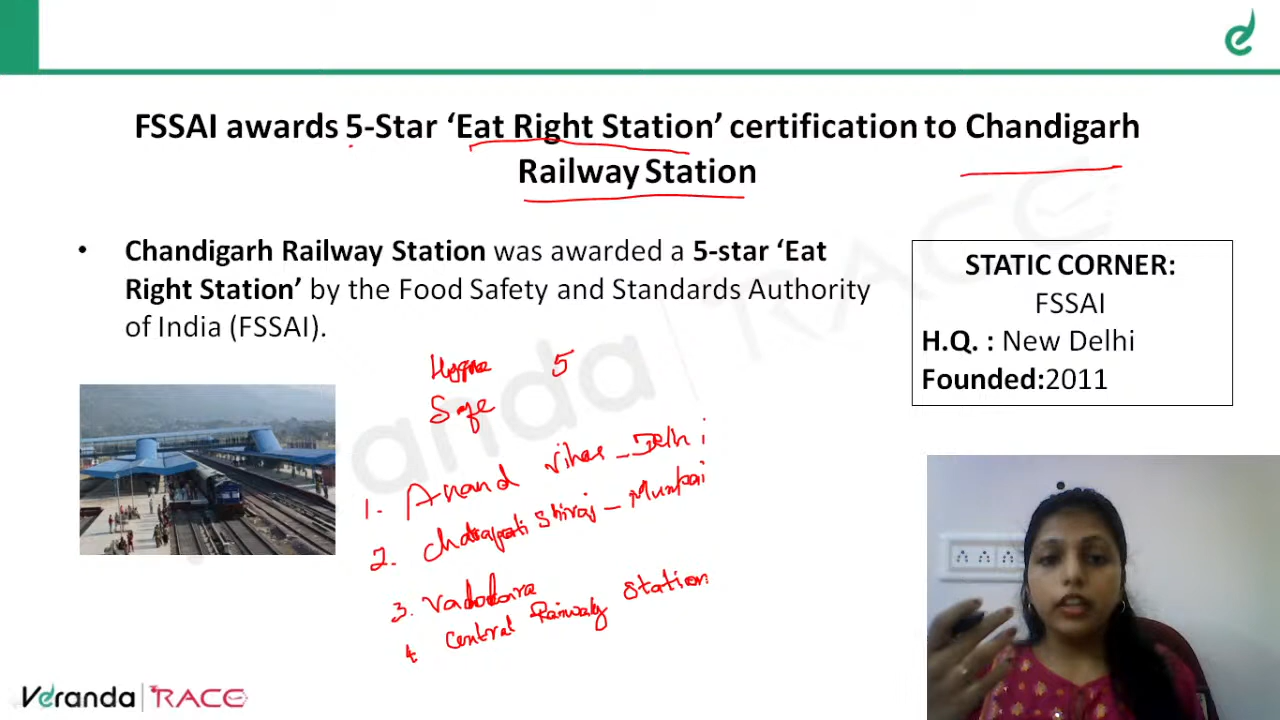 FSSAI awards 5-Star ‘Eat Right Station’ certification to Chandigarh
Railway Station
• Chandigarh Railway Station was awarded a 5-star ‘Eat
Right Station’ by the Food Safety and Standards Authority
of India (FSSAI).
STATIC CORNER:
FSSAI
H.Q. : New Delhi
Founded:2011
5
Safe
1. Anand Vihar - Delhi
2. Chatrapati Shivaj - Mumbai
3. Vadodara
4 Central Railway Station
Veranda RACE